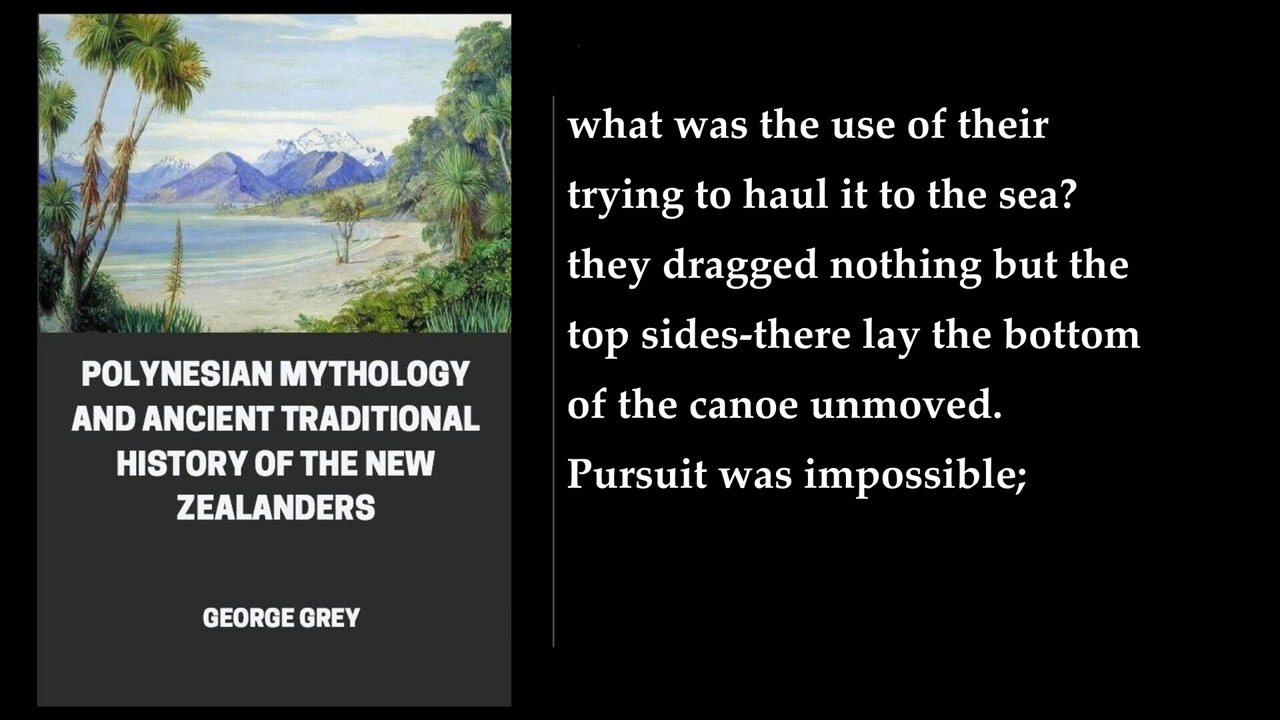 POLYNESIAN MYTHOLOGY
AND ANCIENT TRADITIONAL
HISTORY OF THE NEW
ZEALANDERS
GEORGE GREY
what was the use of their
trying to haul it to the sea?
they dragged nothing but the
top sides-there lay the bottom
of the canoe unmoved.
Pursuit was impossible;